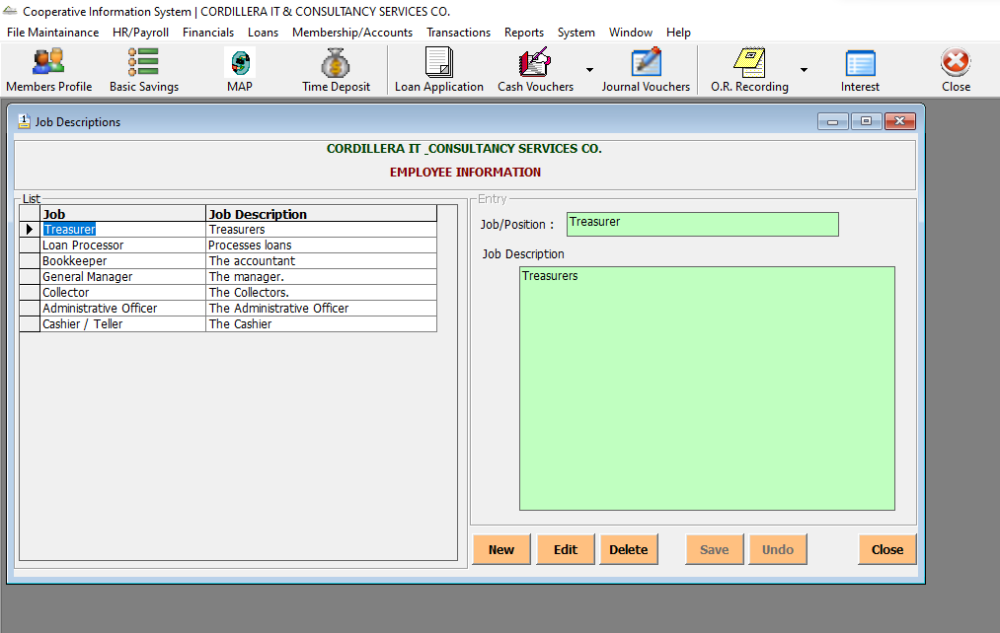 Cooperative Information System | CORDILLERA IT & CONSULTANCY SERVICES CO.
File Maintainance HR/Payroll Financials Loans Membership/Accounts Transactions Reports System Window Help
Members Profile Basic Savings MAP Time Deposit Loan Application Cash Vouchers Journal Vouchers O.R. Recording Interest Close
1 Job Descriptions
CORDILLERA IT _CONSULTANCY SERVICES CO.
EMPLOYEE INFORMATION
List
Job Job Description
Treasurer Treasurers
Loan Processor Processes loans
Bookkeeper The accountant
General Manager The manager.
Collector The Collectors.
Administrative Officer The Administrative Officer
Cashier / Teller The Cashier
Entry
Job/Position : Treasurer
Job Description
Treasurers
New Edit Delete Save Undo Close